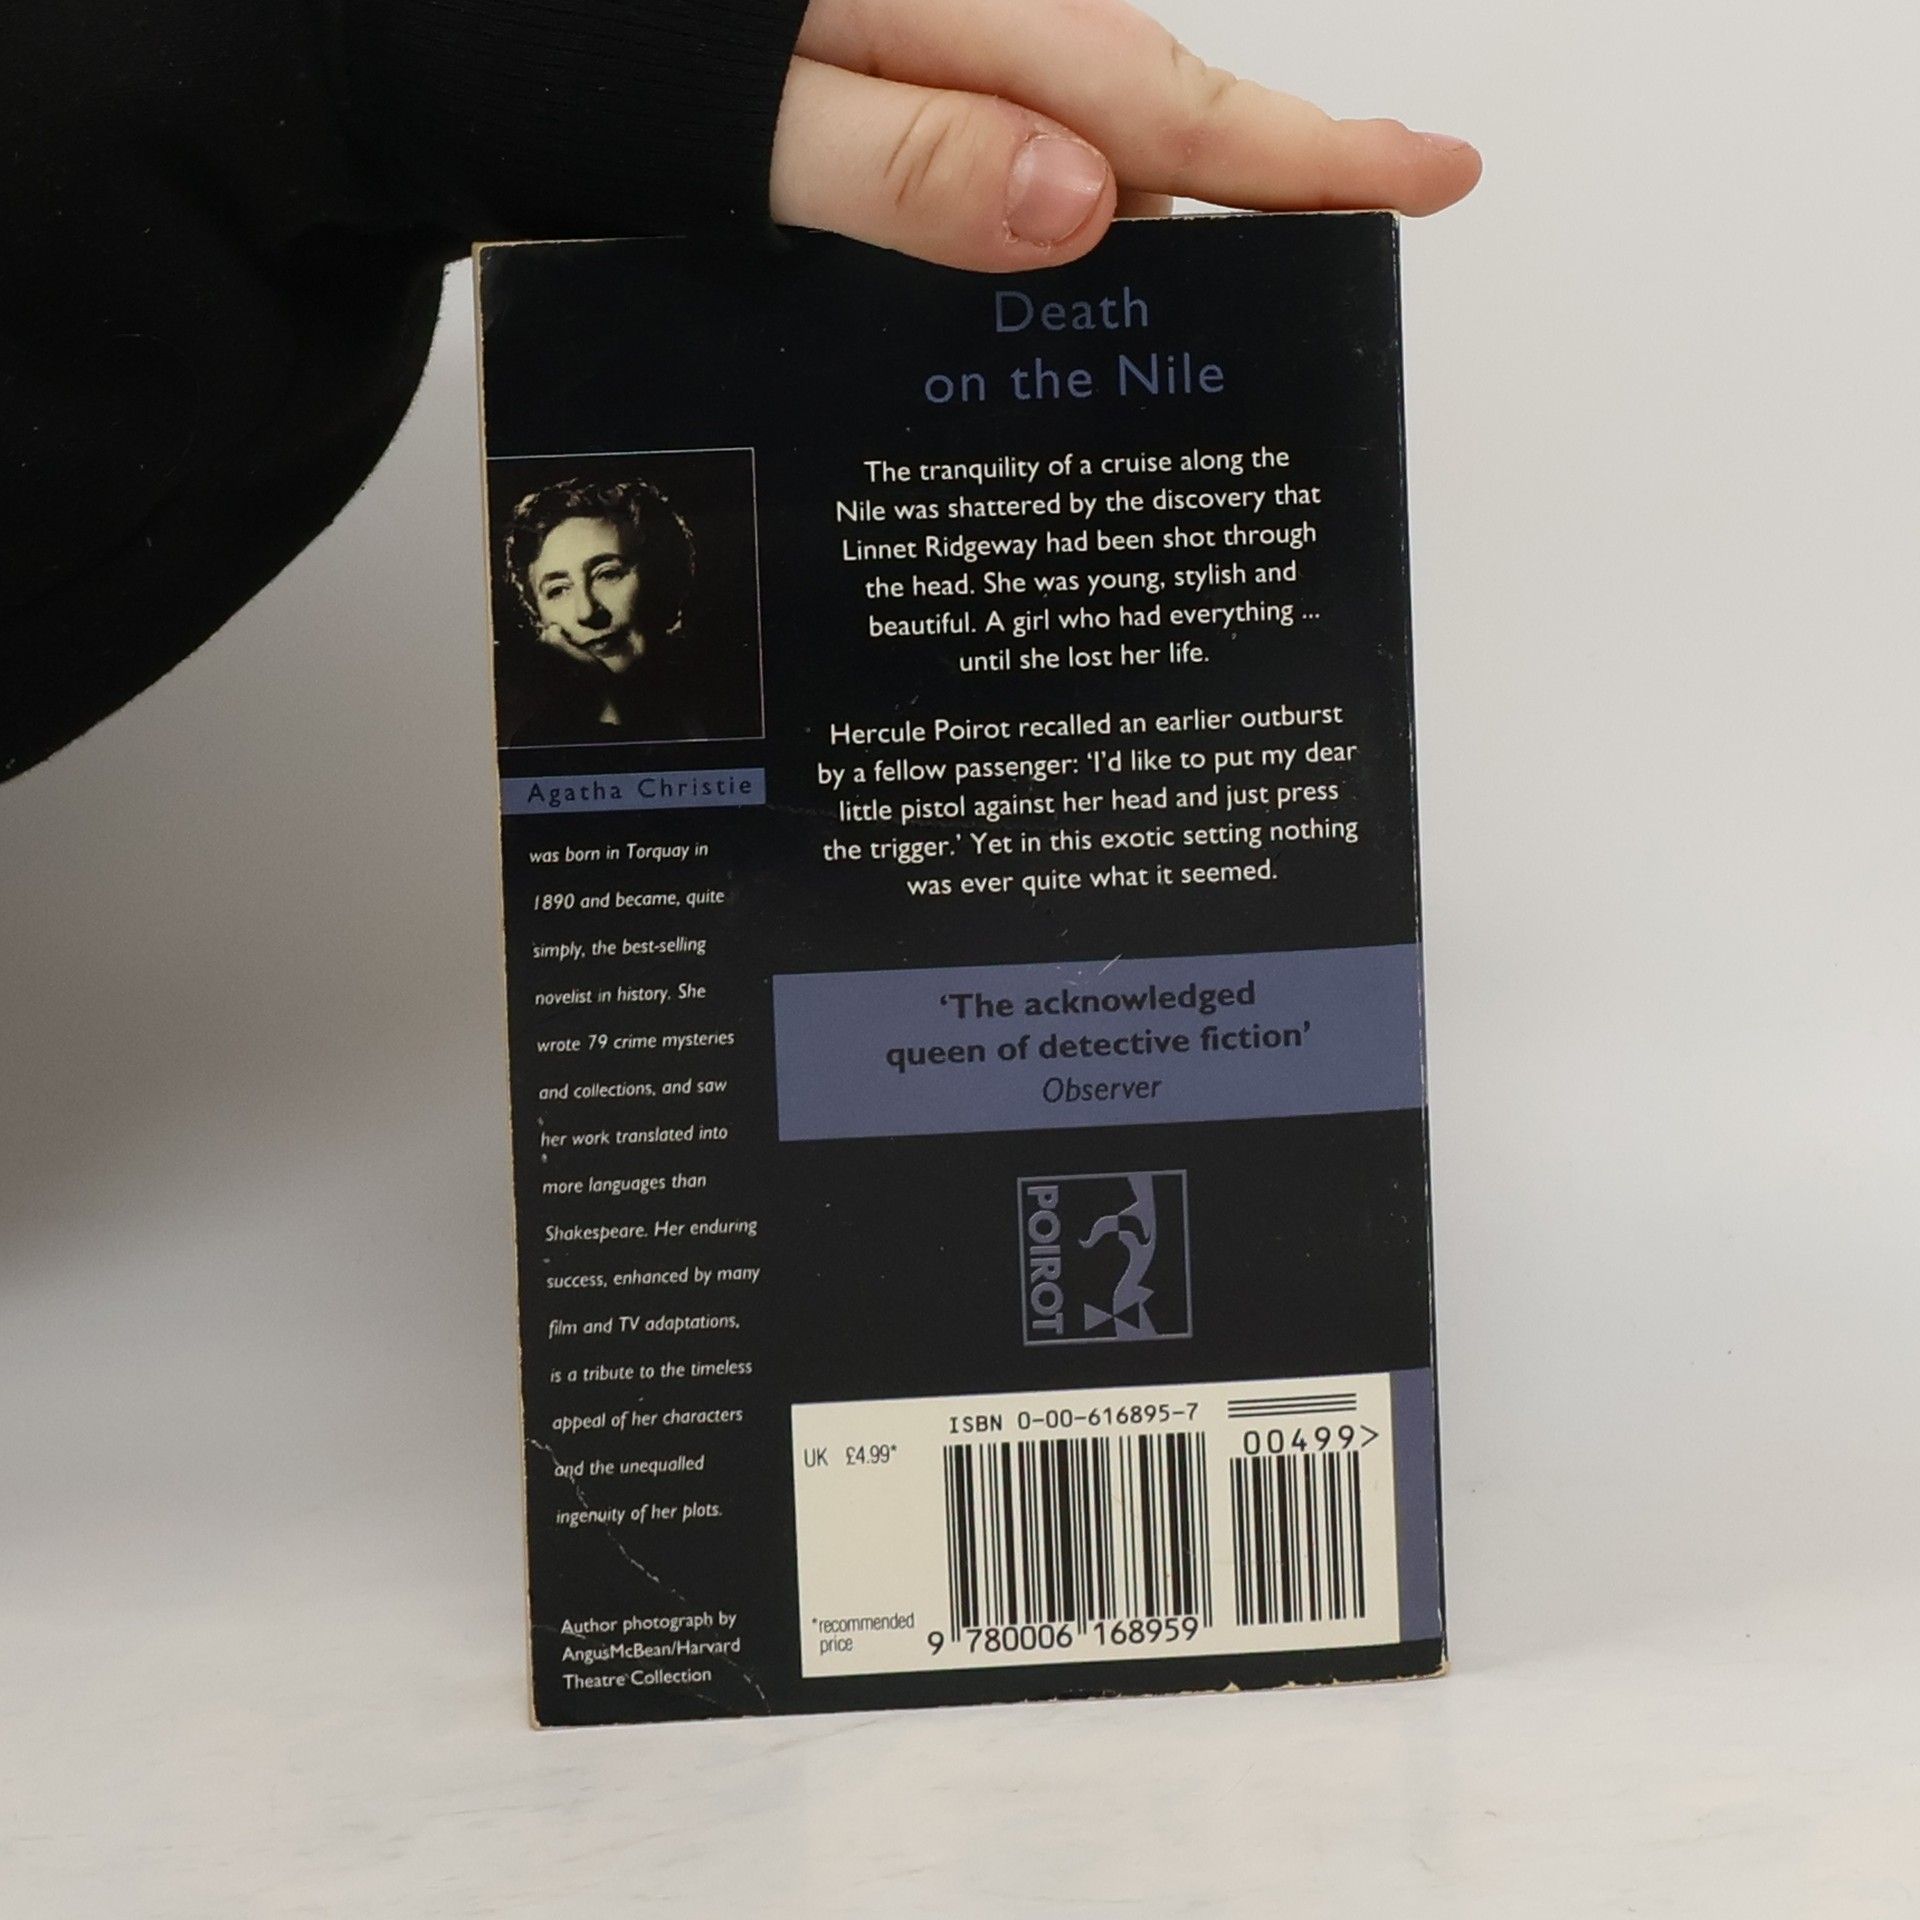 Death
on the Nile
The tranquility of a cruise along the
Nile was shattered by the discovery that
Linnet Ridgeway had been shot through
the head. She was young, stylish and
beautiful. A girl who had everything ...
until she lost her life.
Hercule Poirot recalled an earlier outburst
by a fellow passenger: ‘I’d like to put my dear
little pistol against her head and just press
the trigger.’ Yet in this exotic setting nothing
was ever quite what it seemed.
‘The acknowledged
queen of detective fiction’
Observer
POIROT
Agatha Christie
was born in Torquay in
1890 and became, quite
simply, the best-selling
novelist in history. She
wrote 79 crime mysteries
and collections, and saw
her work translated into
more languages than
Shakespeare. Her enduring
success, enhanced by many
film and TV adaptations,
is a tribute to the timeless
appeal of her characters
and the unequalled
ingenuity of her plots.
Author photograph by
AngusMcBean/Harvard
Theatre Collection
ISBN 0-00-616895-7
00499>
UK £4.99*
*recommended
price
9 780006 168959